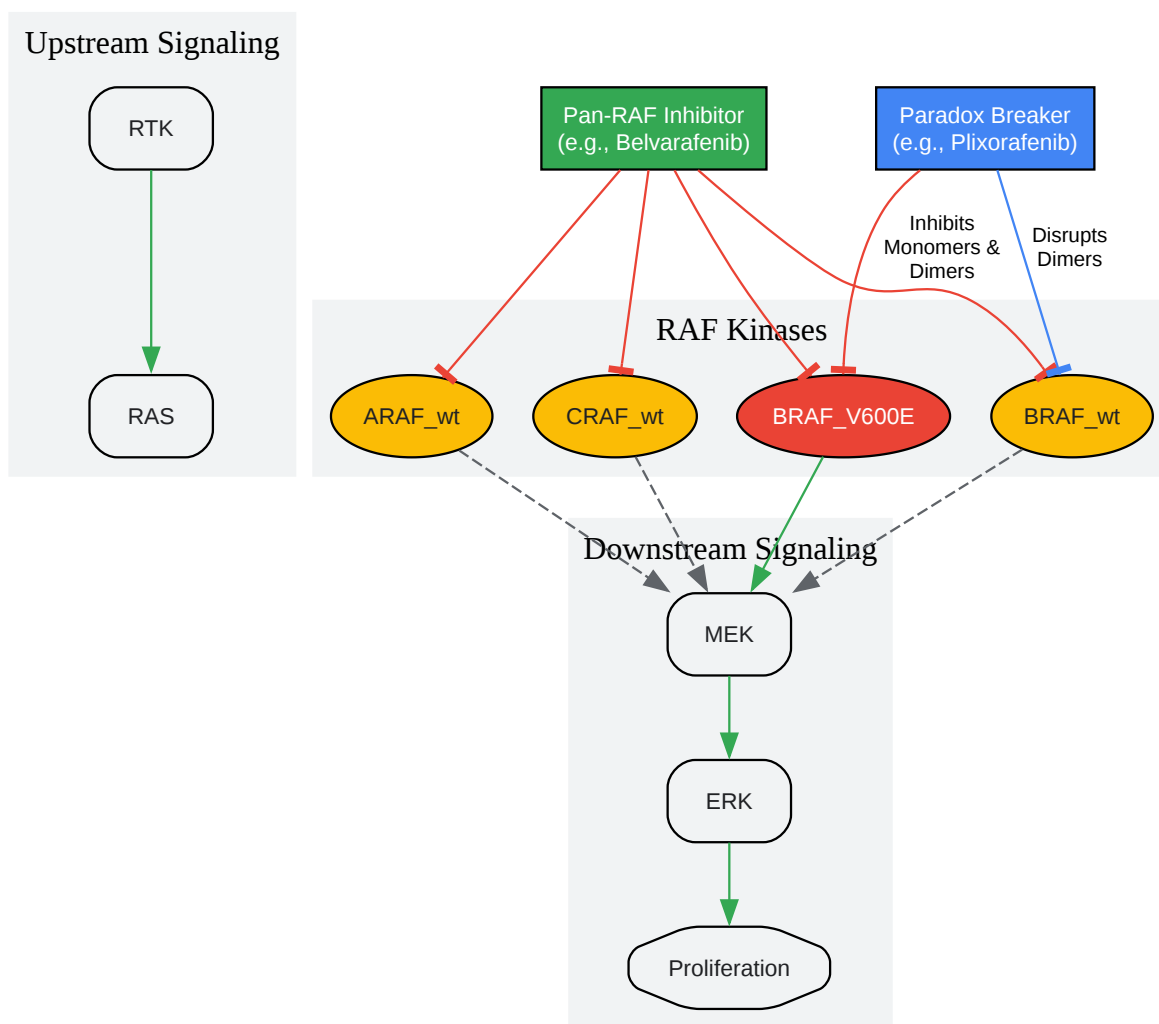 Upstream Signaling
RTK
RAS
Pan-RAF Inhibitor
(e.g., Belvarafenib)
Paradox Breaker
(e.g., Plixorafenib)
Inhibits
Monomers &
Dimers
Disrupts
Dimers
RAF Kinases
ARAF_wt
CRAF_wt
BRAF_V600E
BRAF_wt
Downstream Signaling
MEK
ERK
Proliferation